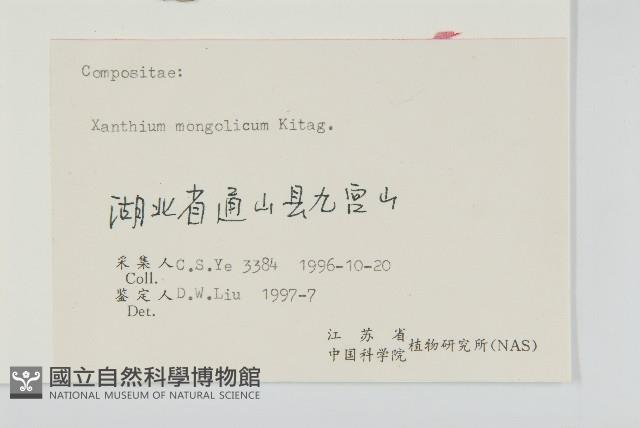 Compositae:
Xanthium mongolicum Kitag.
湖北省通山县九宫山
采集人 C.S.Ye 3384 1996-10-20
Coll.
鉴定人 D.W.Liu 1997-7
Det.
江苏省
中国科学院 植物研究所(NAS)
國立自然科學博物館
NATIONAL MUSEUM OF NATURAL SCIENCE